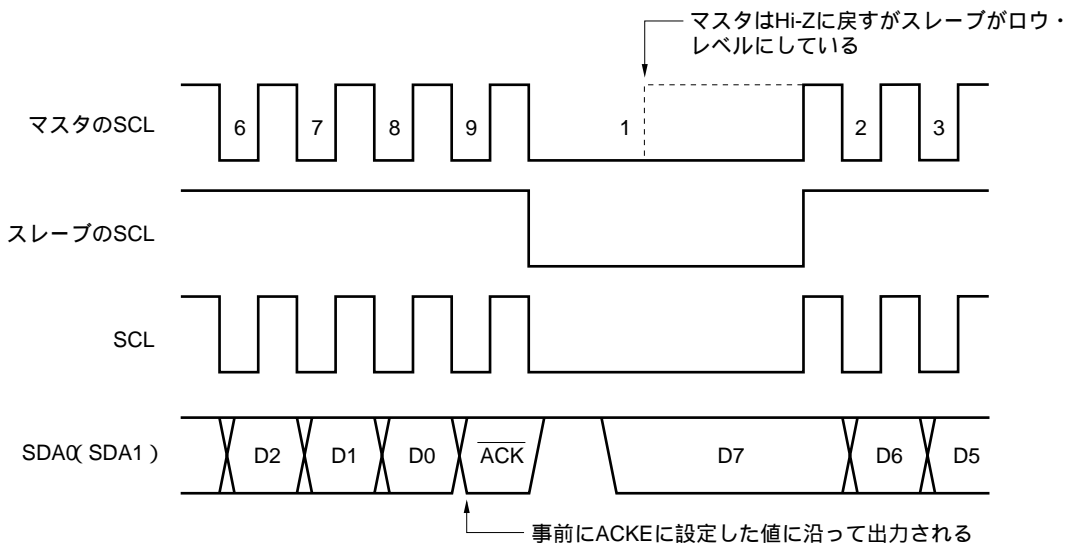 マスタはHi-Zに戻すがスレーブがロウ・
レベルにしている
マスタのSCL
6 7 8 9 1 2 3
スレーブのSCL
SCL
SDA0(SDA1)
D2 D1 D0 ACK D7 D6 D5
事前にACKEに設定した値に沿って出力される